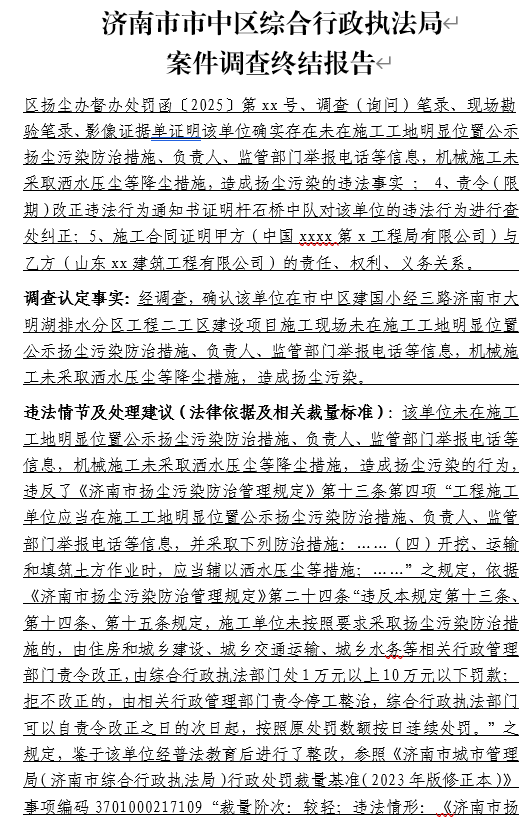 济南市市中区综合行政执法局
案件调查终结报告
区扬尘办督办处罚函〔2025〕第 xx 号、调查（询问）笔录、现场勘
验笔录、影像证据单证明该单位确实存在未在施工工地明显位置公示
扬尘污染防治措施、负责人、监管部门举报电话等信息，机械施工未
采取洒水压尘等降尘措施，造成扬尘污染的违法事实 ； 4、责令（限
期）改正违法行为通知书证明杆石桥中队对该单位的违法行为进行查
处纠正；5、施工合同证明甲方（中国 xxxx 第 x 工程局有限公司）与
乙方（山东 xx 建筑工程有限公司）的责任、权利、义务关系。
调查认定事实：经调查，确认该单位在市中区建国小经三路济南市大
明湖排水分区工程二工区建设项目施工现场未在施工工地明显位置
公示扬尘污染防治措施、负责人、监管部门举报电话等信息，机械施
工未采取洒水压尘等降尘措施，造成扬尘污染。
违法情节及处理建议（法律依据及相关裁量标准）：该单位未在施工
工地明显位置公示扬尘污染防治措施、负责人、监管部门举报电话等
信息，机械施工未采取洒水压尘等降尘措施，造成扬尘污染的行为，
违反了《济南市扬尘污染防治管理规定》第十三条第四项“工程施工
单位应当在施工工地明显位置公示扬尘污染防治措施、负责人、监管
部门举报电话等信息，并采取下列防治措施：……（四）开挖、运输
和填筑土方作业时，应当辅以洒水压尘等措施；……”之规定，依据
《济南市扬尘污染防治管理规定》第二十四条“违反本规定第十三条、
第十四条、第十五条规定，施工单位未按照要求采取扬尘污染防治措
施的，由住房和城乡建设、城乡交通运输、城乡水务等相关行政管理
部门责令改正，由综合行政执法部门处 1 万元以上 10 万元以下罚款；
拒不改正的，由相关行政管理部门责令停工整治，综合行政执法部门
可以自责令改正之日的次日起，按照原处罚数额按日连续处罚。”之
规定，鉴于该单位经普法教育后进行了整改，参照《济南市城市管理
局（济南市综合行政执法局）行政处罚裁量基准（2023 年版修正本）》
事项编码 3701000217109“裁量阶次：较轻；违法情形：《济南市扬